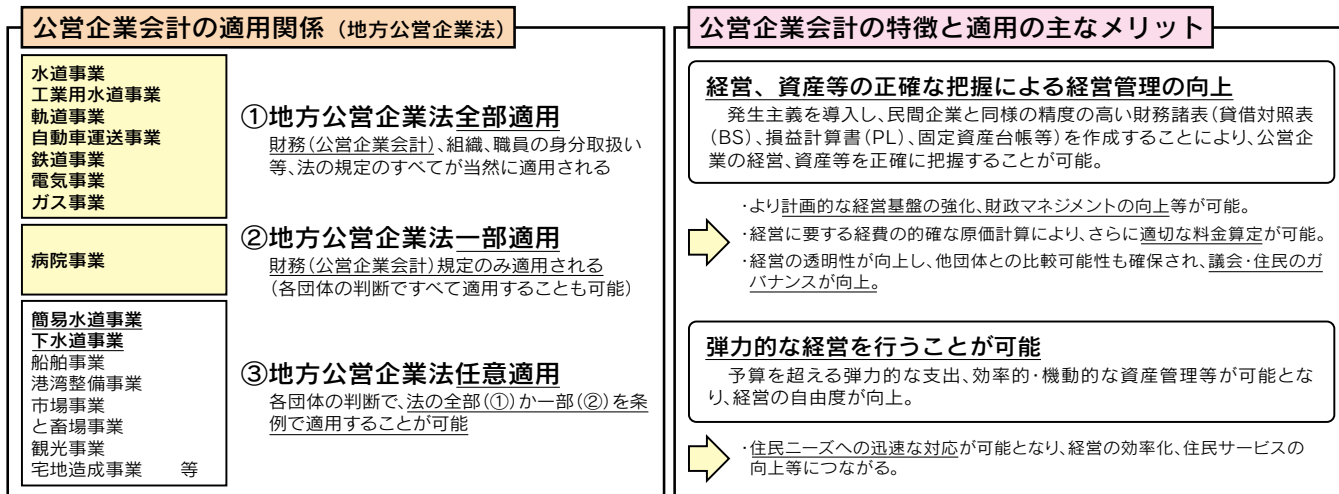 公営企業会計の適用関係（地方公営企業法）
水道事業
工業用水道事業
軌道事業
自動車運送事業
鉄道事業
電気事業
ガス事業
①地方公営企業法全部適用
財務（公営企業会計）、組織、職員の身分取扱い
等、法の規定のすべてが当然に適用される
病院事業
②地方公営企業法一部適用
財務（公営企業会計）規定のみ適用される
（各団体の判断ですべて適用することも可能）
簡易水道事業
下水道事業
船舶事業
港湾整備事業
市場事業
と畜場事業
観光事業
宅地造成事業　等
③地方公営企業法任意適用
各団体の判断で、法の全部（①）か一部（②）を条
例で適用することが可能
公営企業会計の特徴と適用の主なメリット
経営、資産等の正確な把握による経営管理の向上
発生主義を導入し、民間企業と同様の精度の高い財務諸表（貸借対照表
（BS）、損益計算書（PL）、固定資産台帳等）を作成することにより、公営企
業の経営、資産等を正確に把握することが可能。
・より計画的な経営基盤の強化、財政マネジメントの向上等が可能。
・経営に要する経費の的確な原価計算により、さらに適切な料金算定が可能。
・経営の透明性が向上し、他団体との比較可能性も確保され、議会・住民のガ
バナンスが向上。
弾力的な経営を行うことが可能
予算を超える弾力的な支出、効率的・機動的な資産管理等が可能とな
り、経営の自由度が向上。
・住民ニーズへの迅速な対応が可能となり、経営の効率化、住民サービスの
向上等につながる。